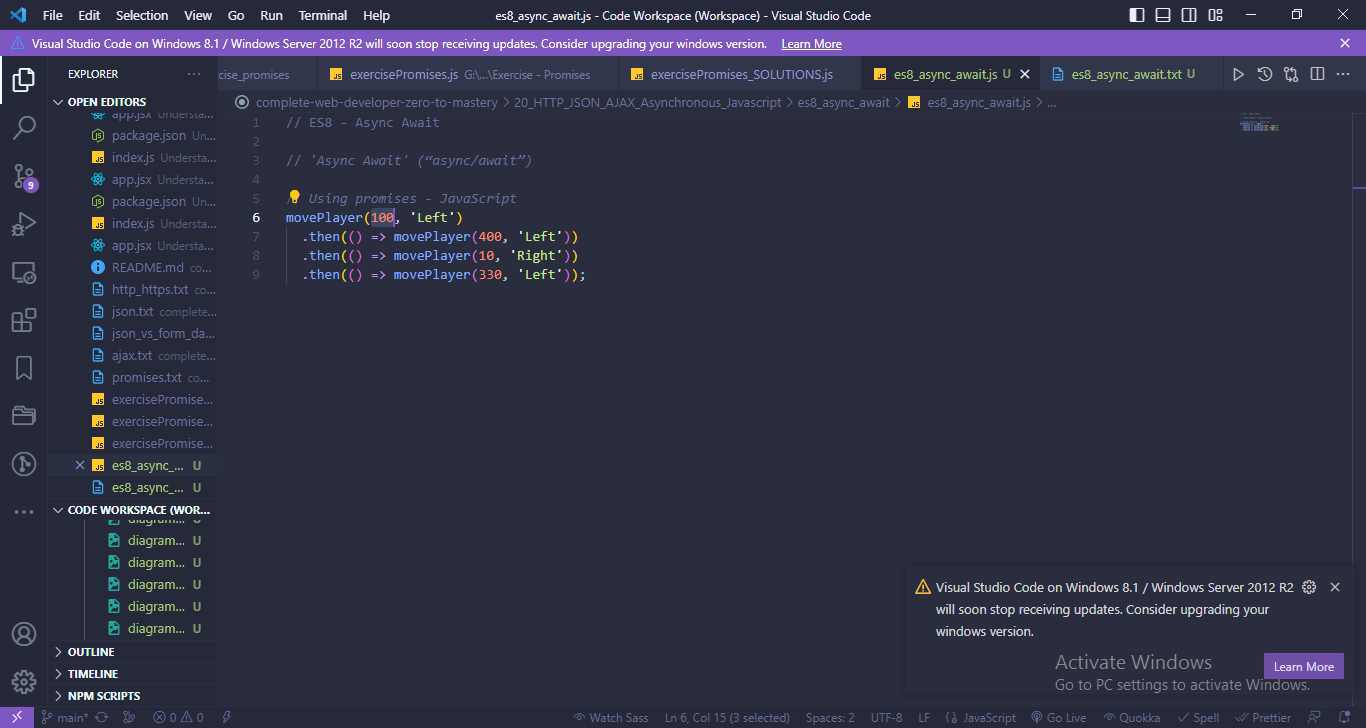 File Edit Selection View Go Run Terminal Help
es8_async_await.js - Code Workspace (Workspace) - Visual Studio Code
Visual Studio Code on Windows 8.1 / Windows Server 2012 R2 will soon stop receiving updates. Consider upgrading your windows version. Learn More
EXPLORER
cise_promises
exercisePromises.js G:\...\Exercise - Promises
exercisePromises_SOLUTIONS.js
es8_async_await.js U
es8_async_await.txt U
OPEN EDITORS
app.jsx Understa...
package.json Un...
index.js Understa...
app.jsx Understa...
package.json Un...
index.js Understa...
app.jsx Understa...
README.md co...
http_https.txt co...
json.txt complete...
json_vs_form_da...
ajax.txt complete...
promises.txt co...
exercisePromise...
exercisePromise...
exercisePromise...
es8_async_... U
es8_async_... U
CODE WORKSPACE (WOR...
diagram... U
diagram... U
diagram... U
diagram... U
diagram... U
diagram... U
OUTLINE
TIMELINE
NPM SCRIPTS
9
complete-web-developer-zero-to-mastery > 20_HTTP_JSON_AJAX_Asynchronous_Javascript > es8_async_await > es8_async_await.js > ...
1 // ES8 - Async Await
2
3 // 'Async Await' (“async/await”)
4
5 // Using promises - JavaScript
6 movePlayer(100, 'Left')
7 .then(() => movePlayer(400, 'Left'))
8 .then(() => movePlayer(10, 'Right'))
9 .then(() => movePlayer(330, 'Left'));
Visual Studio Code on Windows 8.1 / Windows Server 2012 R2
will soon stop receiving updates. Consider upgrading your
windows version.
Learn More
Activate Windows
Go to PC settings to activate Windows.
main* 0 0 Watch Sass Ln 6, Col 15 (3 selected) Spaces: 2 UTF-8 LF JavaScript Go Live Quokka Spell Prettier